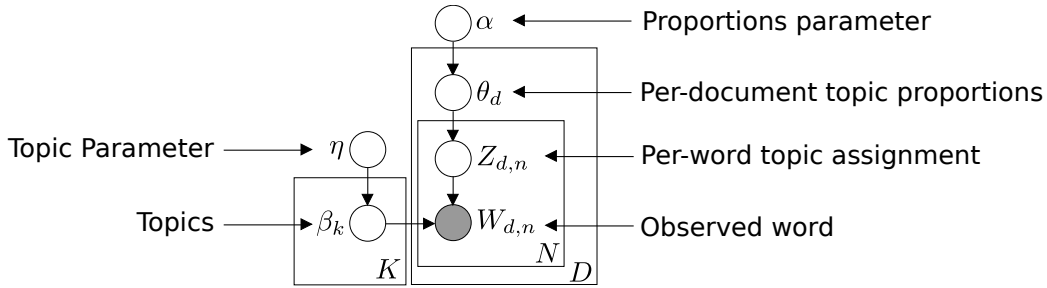 α Proportions parameter
θ_d Per-document topic proportions
Topic Parameter η Z_{d,n} Per-word topic assignment
Topics β_k W_{d,n} Observed word
K N D